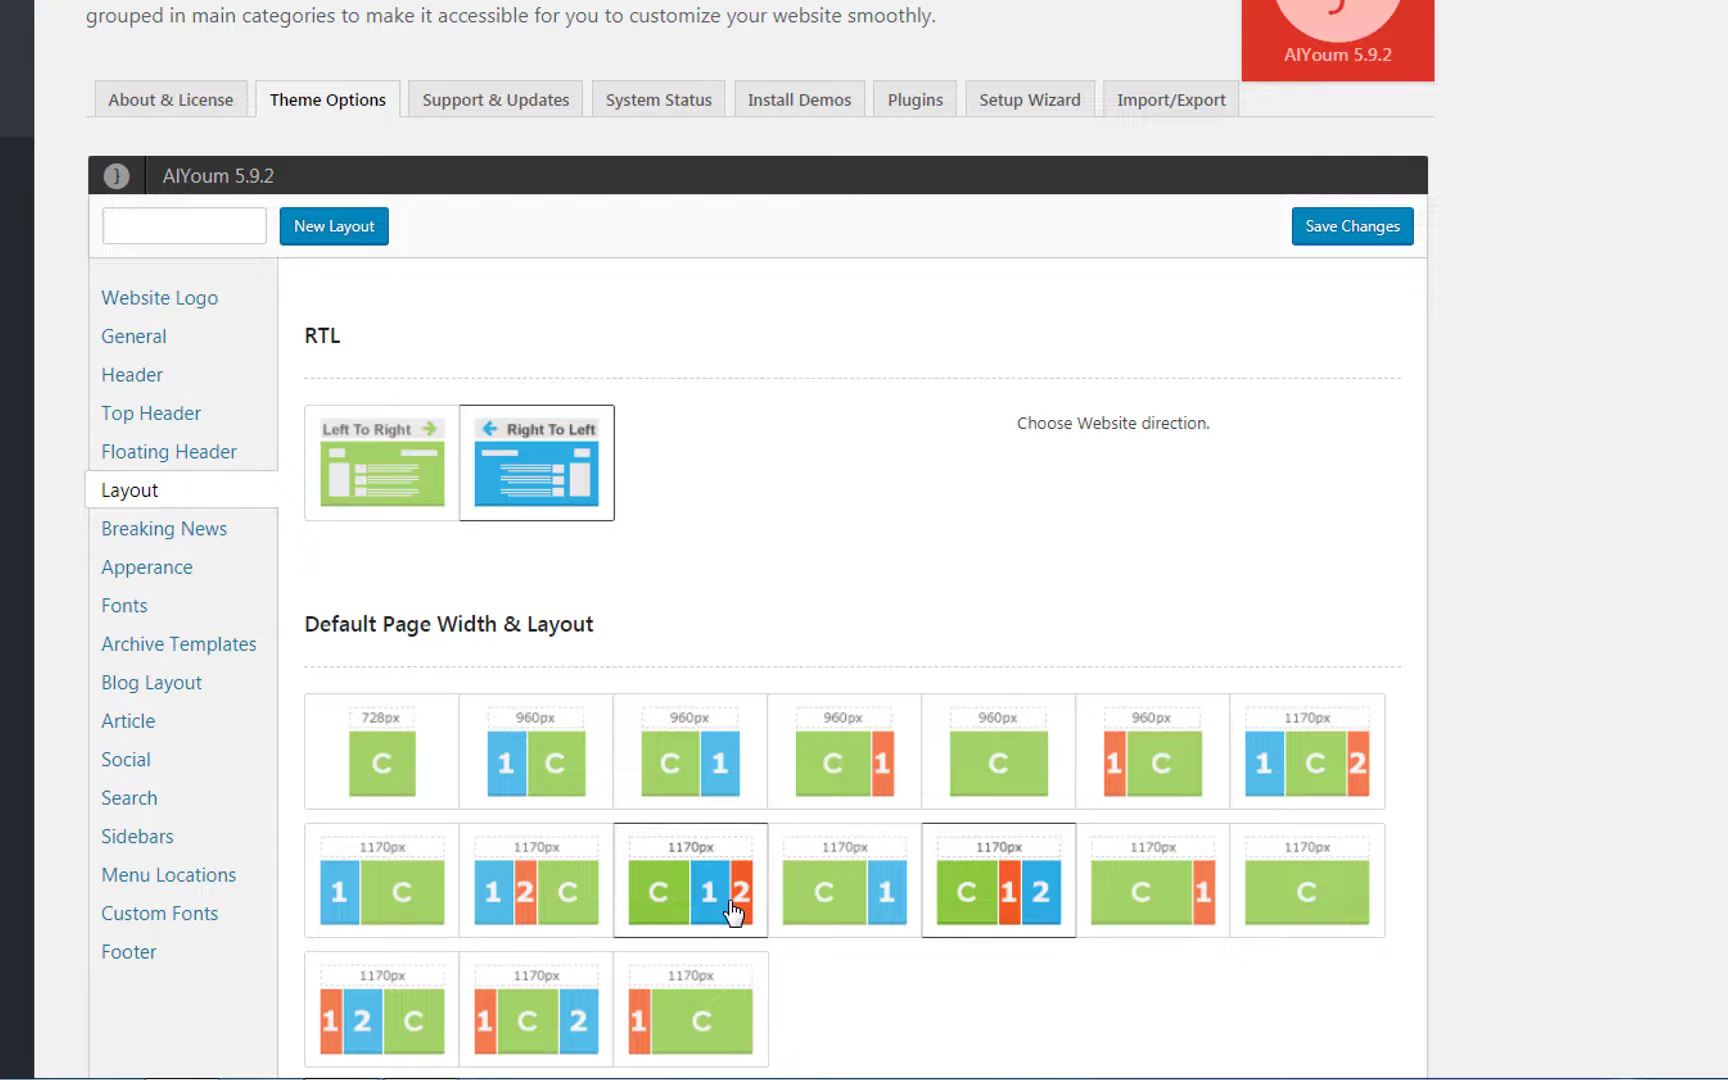 grouped in main categories to make it accessible for you to customize your website smoothly.
AlYoum 5.9.2
About & License
Theme Options
Support & Updates
System Status
Install Demos
Plugins
Setup Wizard
Import/Export
AlYoum 5.9.2
New Layout
Save Changes
Website Logo
General
Header
Top Header
Floating Header
Layout
Breaking News
Apperance
Fonts
Archive Templates
Blog Layout
Article
Social
Search
Sidebars
Menu Locations
Custom Fonts
Footer
RTL
Left To Right
Right To Left
Choose Website direction.
Default Page Width & Layout
728px 960px 960px 960px 960px 960px 1170px
C 1 C C 1 C 1 C 1 C 1 C 2
1170px 1170px 1170px 1170px 1170px 1170px 1170px
1 C 1 2 C C 1 2 C 1 C 1 2 C 1 C
1170px 1170px 1170px
1 2 C 1 C 2 1 C